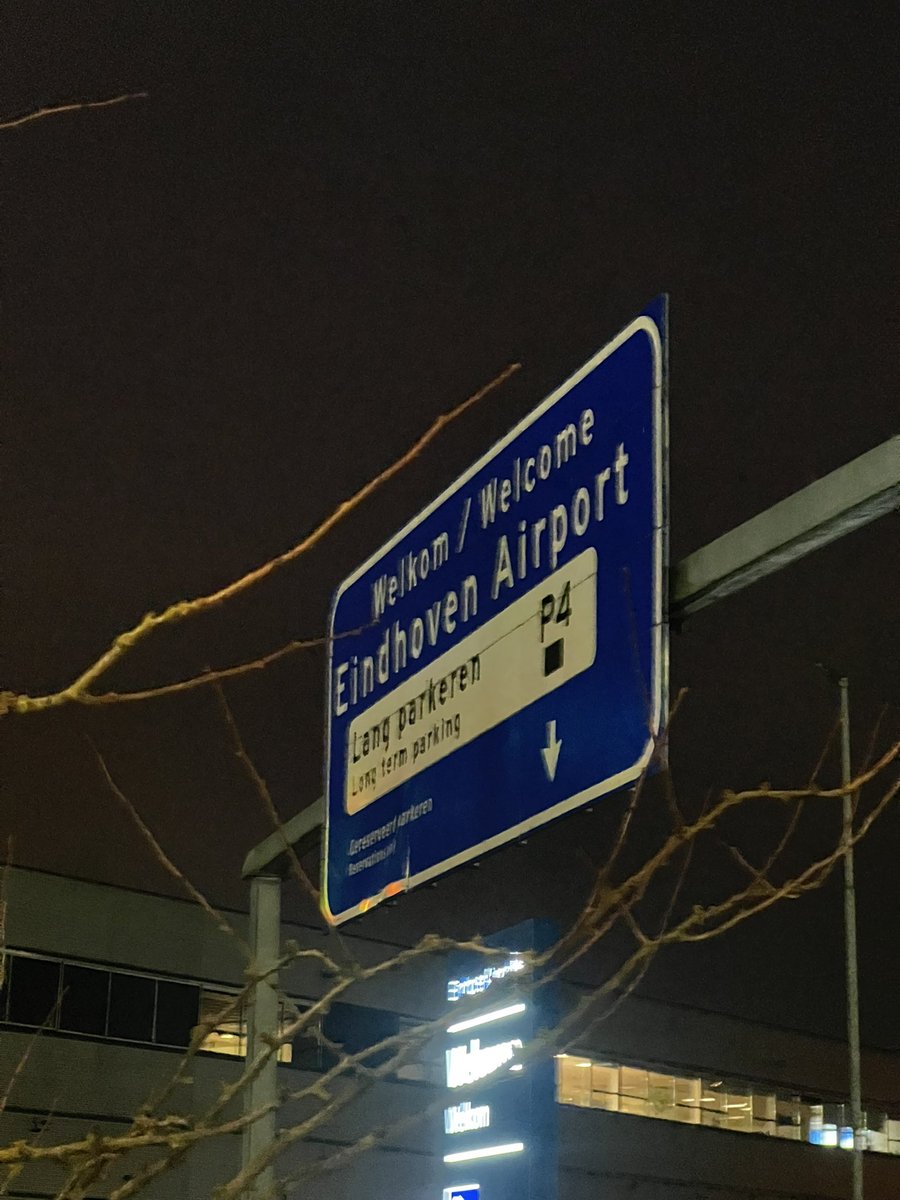 Welkom / Welcome
Eindhoven Airport
P4
Lang parkeren
Long term parking
Gereserveerd parkeren
Welkom